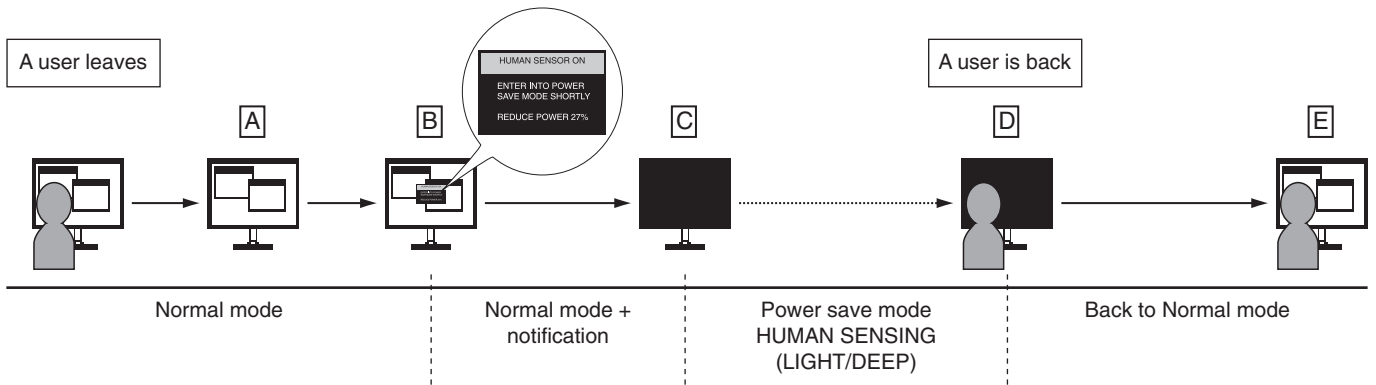 A user leaves
HUMAN SENSOR ON
ENTER INTO POWER
SAVE MODE SHORTLY
REDUCE POWER 27%
A user is back
A
B
C
D
E
Normal mode
Normal mode +
notification
Power save mode
HUMAN SENSING
(LIGHT/DEEP)
Back to Normal mode